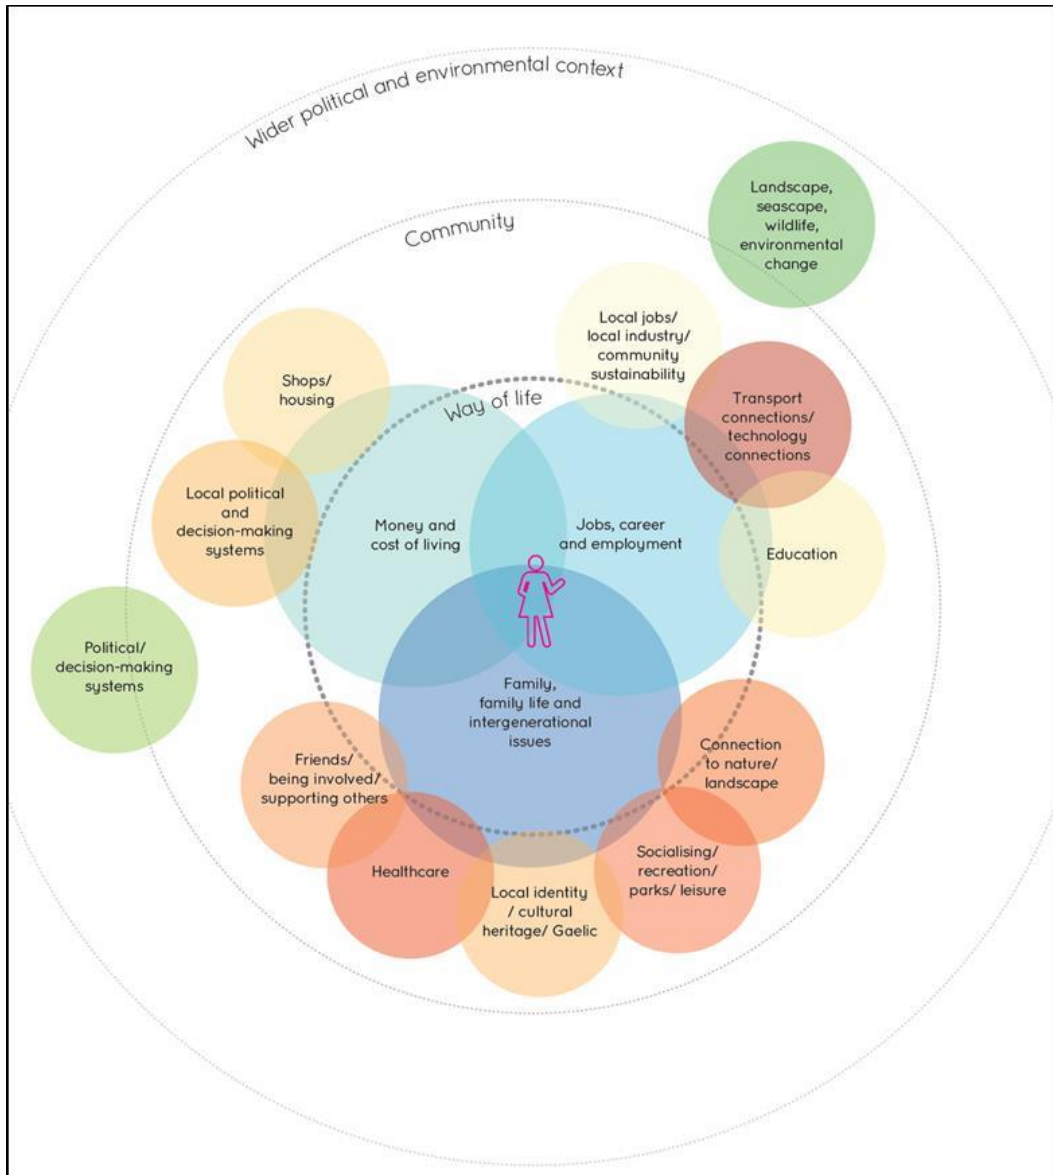 Wider political and environmental context
Landscape,
seascape,
wildlife,
environmental
change
Community
Local jobs/
local industry/
community
sustainability/
Shops/
housing
Way of life
Transport
connections/
technology
connections
Local political
and
decision-making
systems
Money and
cost of living
Jobs, career
and employment
Education
Political/
decision-making
systems
Family,
family life and
intergenerational
issues
Connection
to nature/
landscape
Friends/
being involved/
supporting others
Healthcare
Socialising/
recreation/
parks/ leisure
Local identity
/ cultural
heritage/ Gaelic